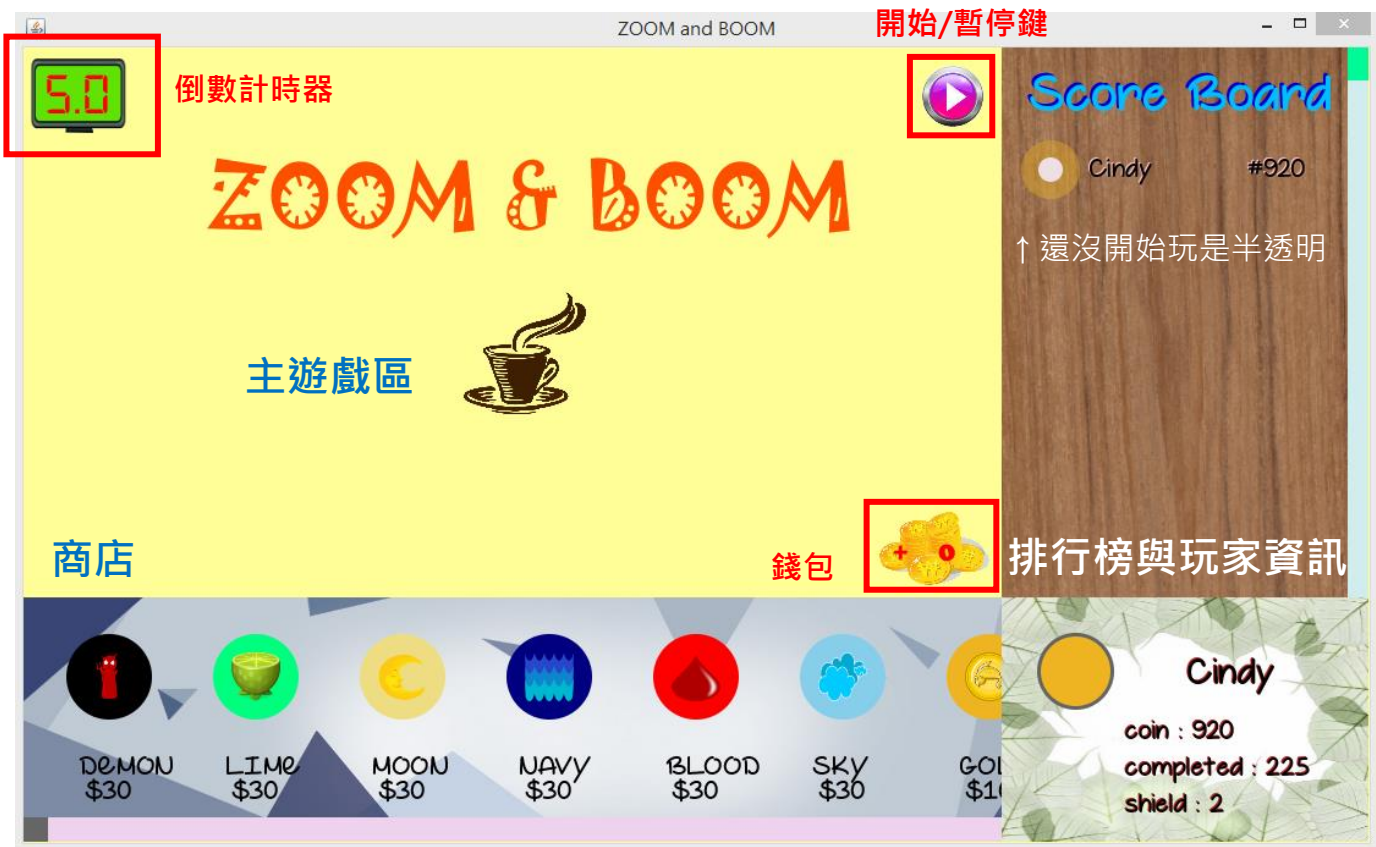 ZOOM and BOOM
開始/暫停鍵
5.0
倒數計時器
Score Board
ZOOM & BOOM
Cindy #920
↑還沒開始玩是半透明
主遊戲區
商店
錢包
+ 0
排行榜與玩家資訊
DEMON
$30
LIME
$30
MOON
$30
NAVY
$30
BLOOD
$30
SKY
$30
GOL
$1
Cindy
coin : 920
completed : 225
shield : 2